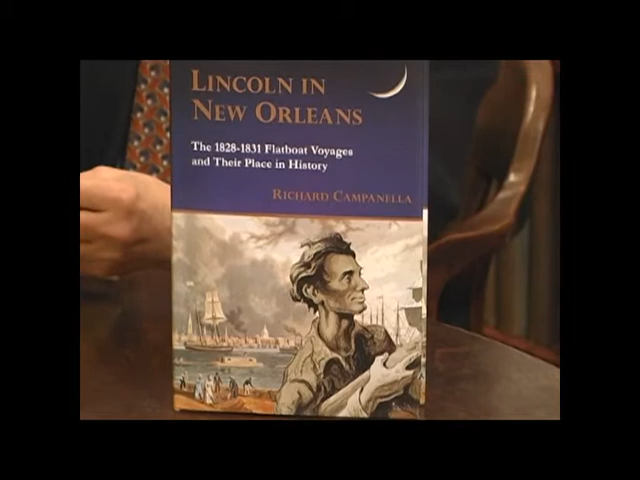 LINCOLN IN
NEW ORLEANS
The 1828-1831 Flatboat Voyages
and Their Place in History
RICHARD CAMPANELLA